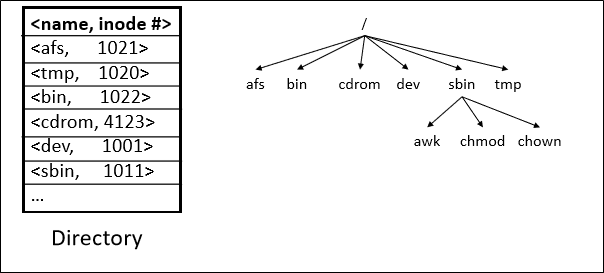 <name, inode #>
<afs, 1021>
<tmp, 1020>
<bin, 1022>
<cdrom, 4123>
<dev, 1001>
<sbin, 1011>
...
Directory
/
afs bin cdrom dev sbin tmp
awk chmod chown